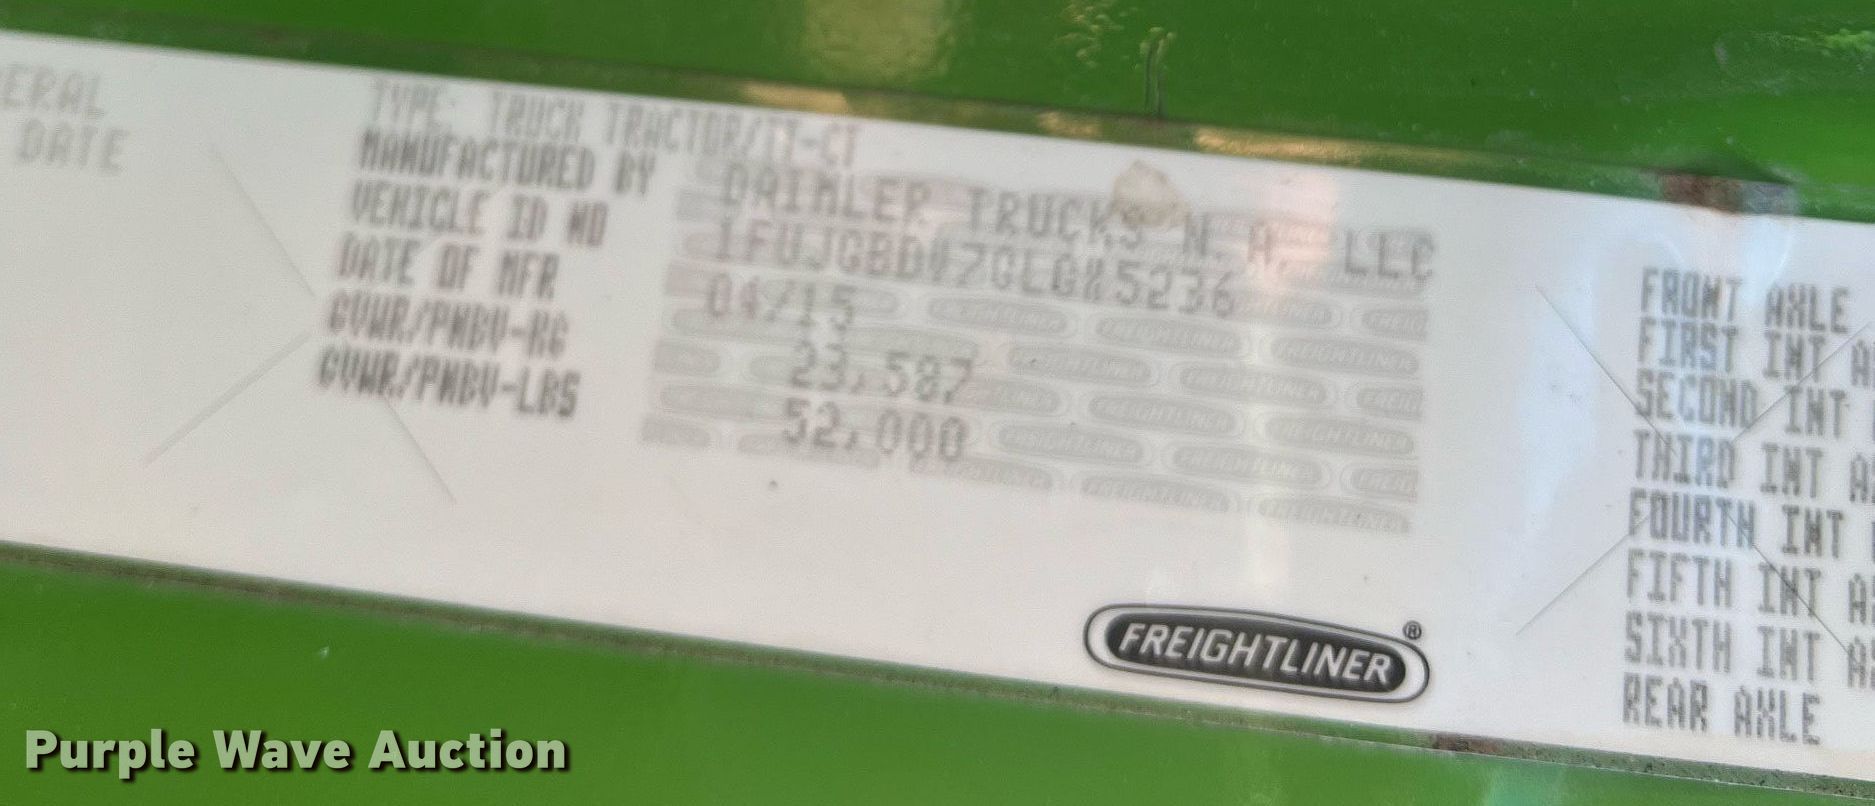 ERAL
DATE
TYPE: TRUCK TRACTOR/TT-CT
MANUFACTURED BY DAIMLER TRUCKS N. A. LLC
VEHICLE ID NO
DATE OF MFR 04/15
GVWR/PNBV-KG 23,587
GVWR/PNBV-LBS 52,000
FREIGHTLINER®
FRONT AXLE
FIRST INT A
SECOND INT
THIRD INT A
FOURTH INT
FIFTH INT A
SIXTH INT A
REAR AXLE
Purple Wave Auction